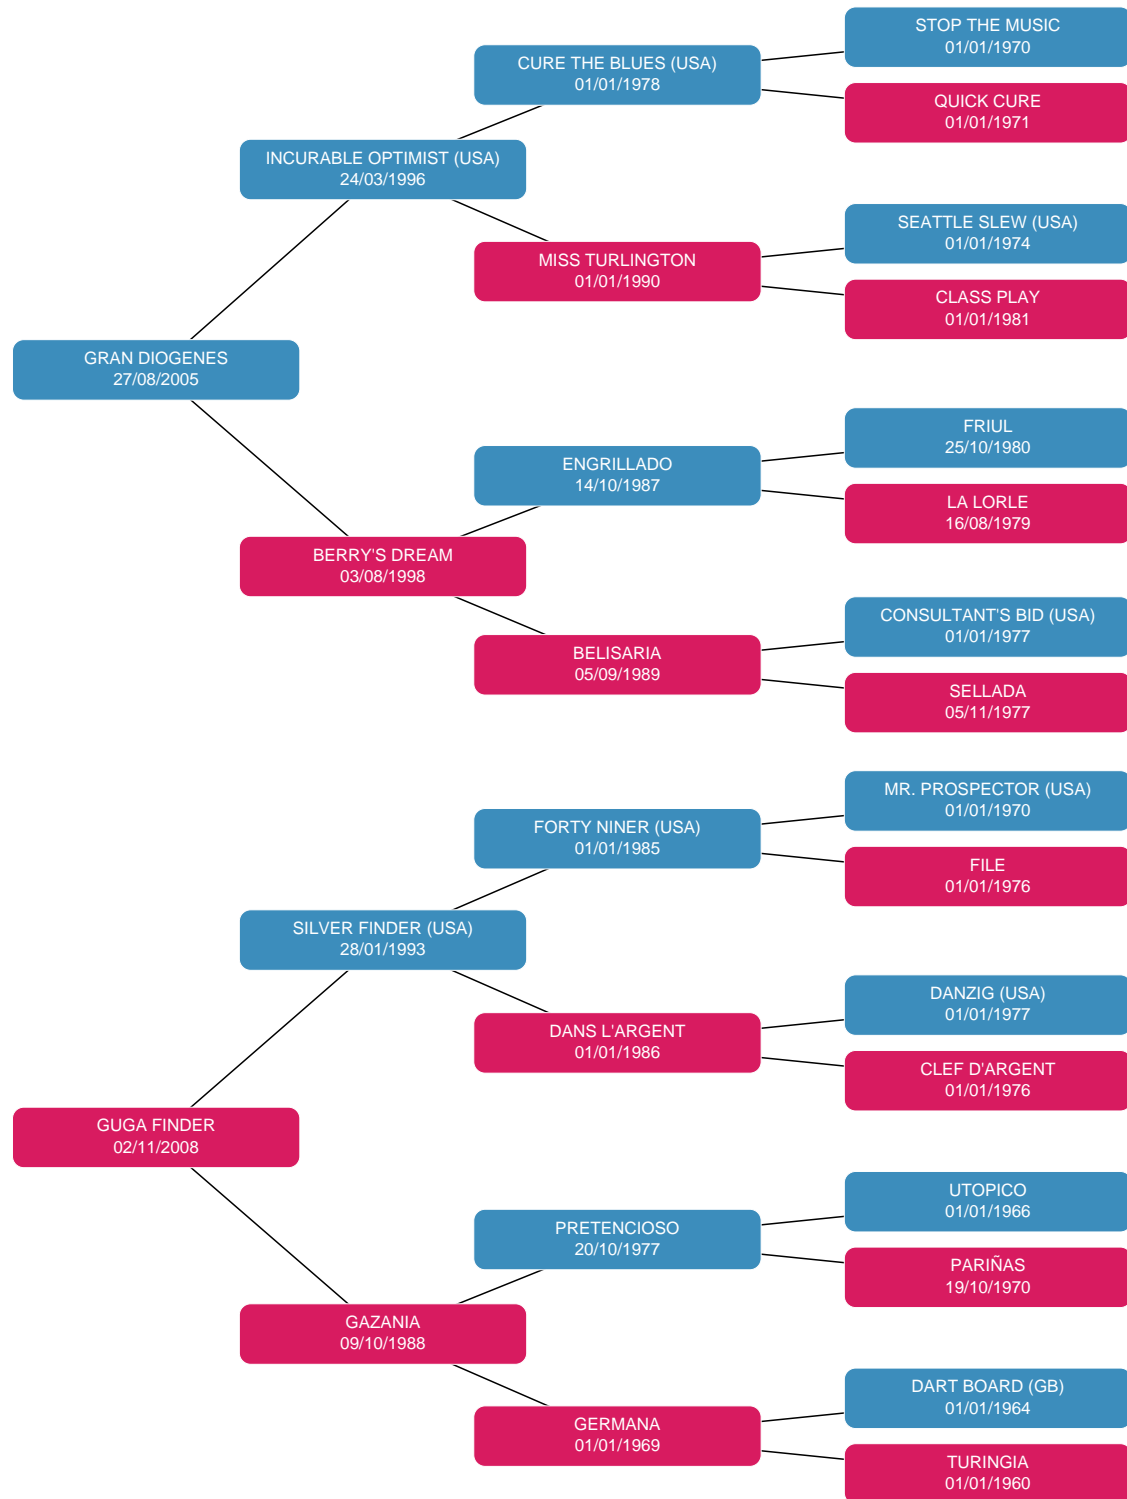 STOP THE MUSIC
01/01/1970
CURE THE BLUES (USA)
01/01/1978
QUICK CURE
01/01/1971
INCURABLE OPTIMIST (USA)
24/03/1996
SEATTLE SLEW (USA)
01/01/1974
MISS TURLINGTON
01/01/1990
CLASS PLAY
01/01/1981
GRAN DIOGENES
27/08/2005
FRIUL
25/10/1980
ENGRILLADO
14/10/1987
LA LORLE
16/08/1979
BERRY'S DREAM
03/08/1998
CONSULTANT'S BID (USA)
01/01/1977
BELISARIA
05/09/1989
SELLADA
05/11/1977
MR. PROSPECTOR (USA)
01/01/1970
FORTY NINER (USA)
01/01/1985
FILE
01/01/1976
SILVER FINDER (USA)
28/01/1993
DANZIG (USA)
01/01/1977
DANS L'ARGENT
01/01/1986
CLEF D'ARGENT
01/01/1976
GUGA FINDER
02/11/2008
UTOPICO
01/01/1966
PRETENCIOSO
20/10/1977
PARIÑAS
19/10/1970
GAZANIA
09/10/1988
DART BOARD (GB)
01/01/1964
GERMANA
01/01/1969
TURINGIA
01/01/1960